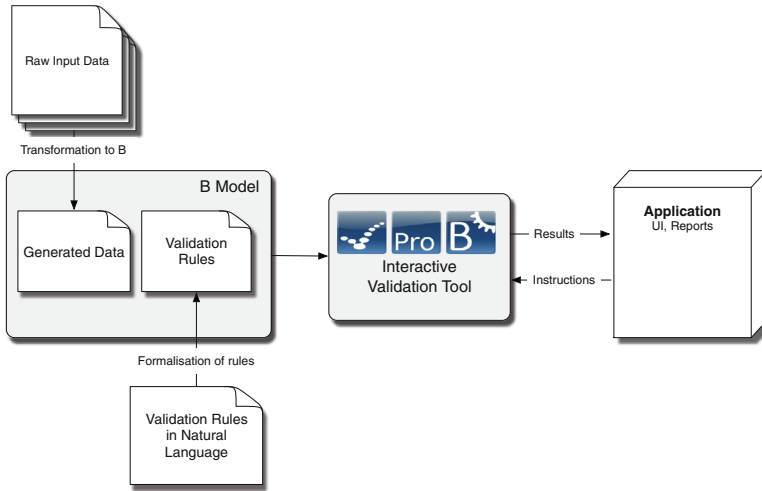 Raw Input Data
Transformation to B
B Model
Generated Data
Validation
Rules
Pro
B
Interactive
Validation Tool
Results
Instructions
Application
UI, Reports
Formalisation of rules
Validation Rules
in Natural
Language